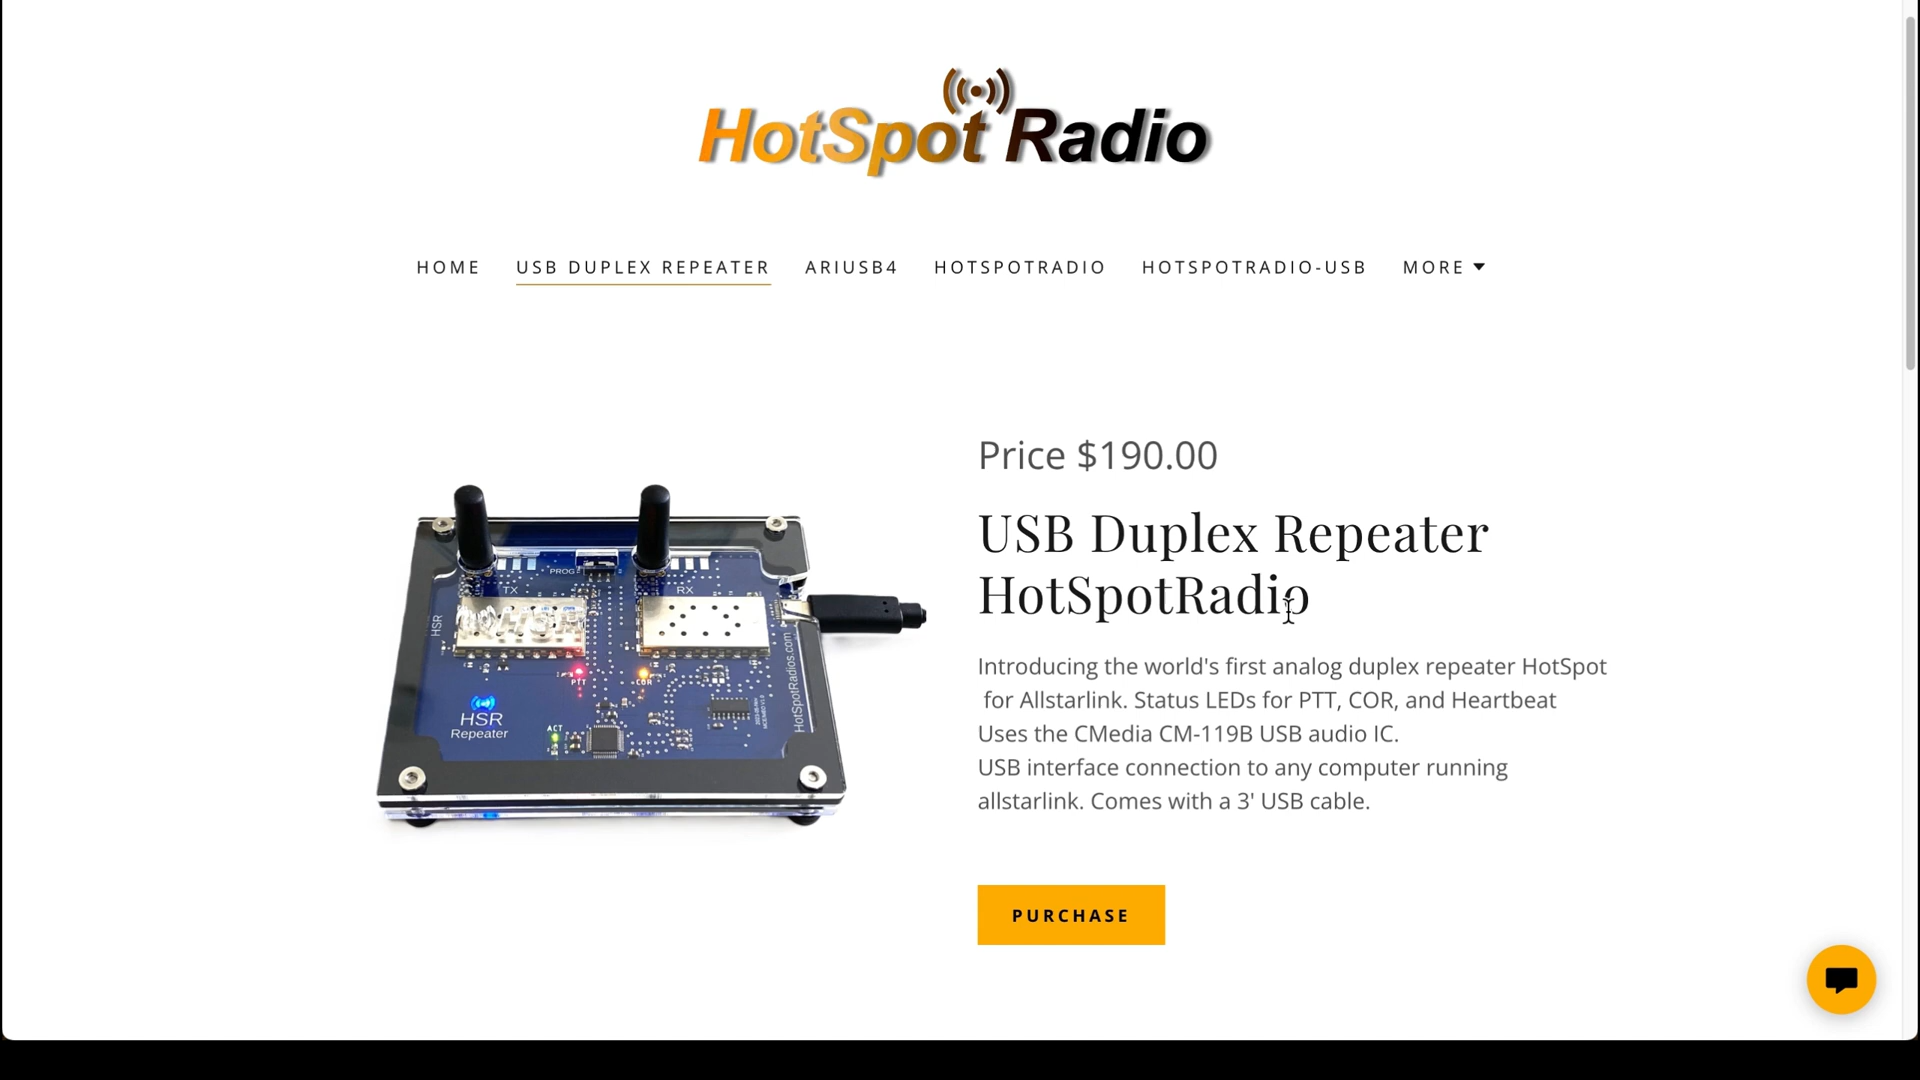 HotSpot Radio
HOME USB DUPLEX REPEATER ARIUSB4 HOTSPOTRADIO HOTSPOTRADIO-USB MORE
Price $190.00
USB Duplex Repeater
HotSpotRadio
Introducing the world's first analog duplex repeater HotSpot
for Allstarlink. Status LEDs for PTT, COR, and Heartbeat
Uses the CMedia CM-119B USB audio IC.
USB interface connection to any computer running
allstarlink. Comes with a 3' USB cable.
PURCHASE
PROG
TX
RX
HSR
PTT
COR
HSR
Repeater
ACT
HotSpotRadios.com